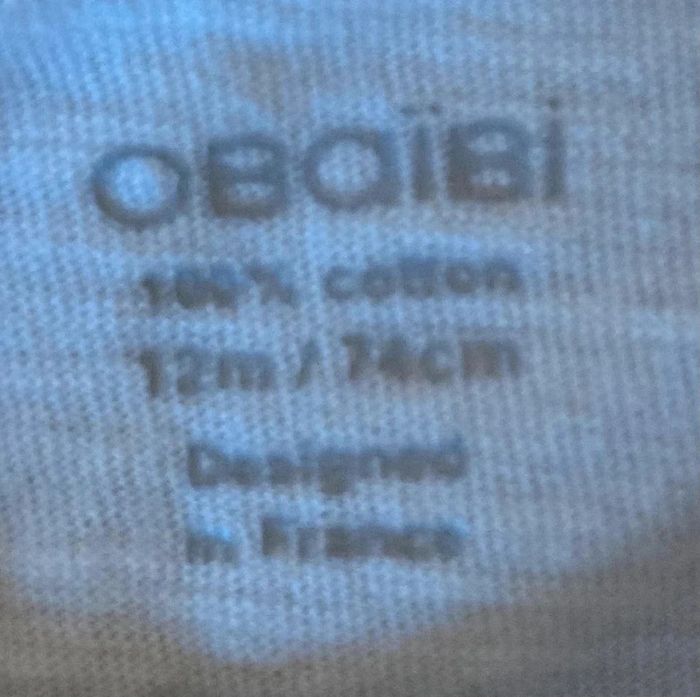 OBaïBi
100% cotton
12m / 74cm
Designed
in France